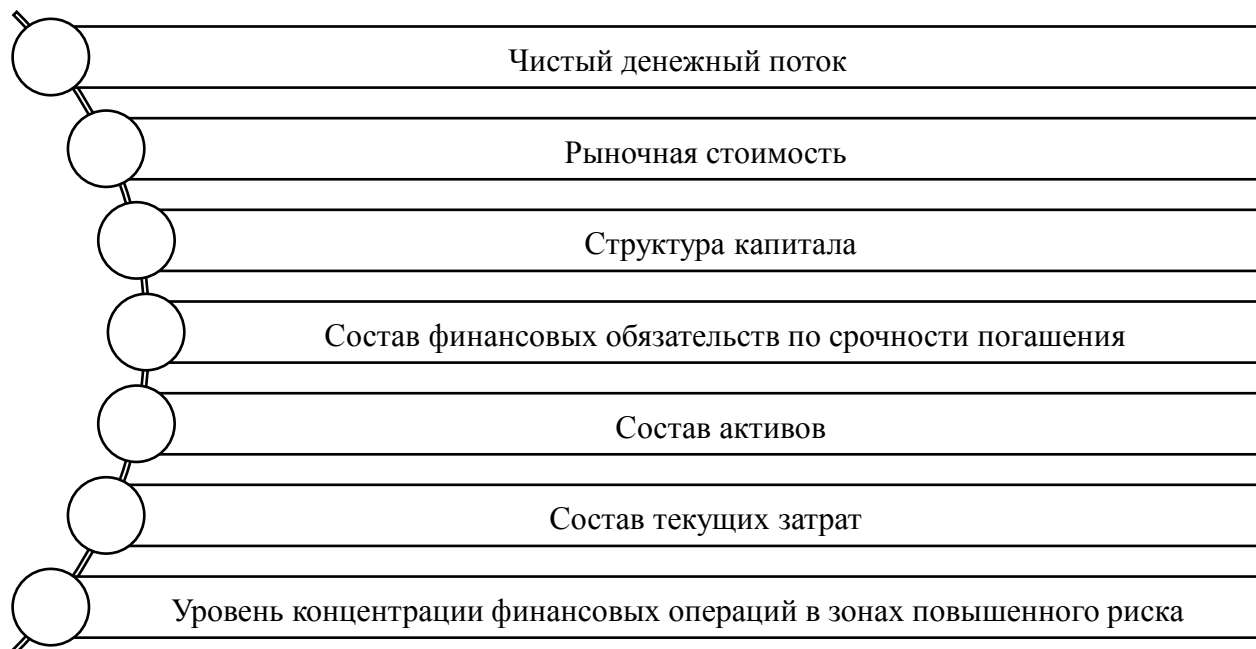 Чистый денежный поток
Рыночная стоимость
Структура капитала
Состав финансовых обязательств по срочности погашения
Состав активов
Состав текущих затрат
Уровень концентрации финансовых операций в зонах повышенного риска